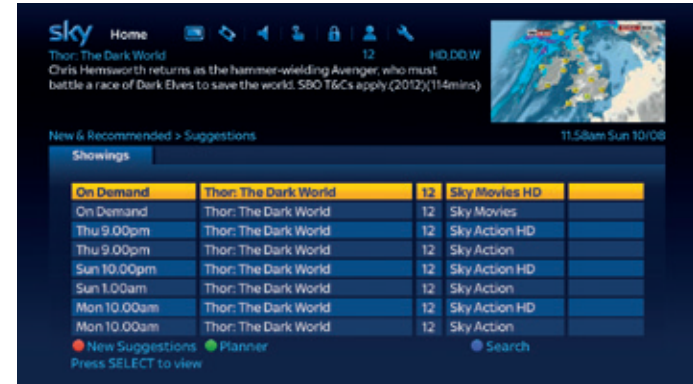 sky Home
Thor: The Dark World 12 HD,DD,W
Chris Hemsworth returns as the hammer-wielding Avenger, who must
battle a race of Dark Elves to save the world. SBO T&Cs apply.(2012)(114mins)
New & Recommended > Suggestions 11.58am Sun 10/08
Showings
On Demand Thor: The Dark World 12 Sky Movies HD
On Demand Thor: The Dark World 12 Sky Movies
Thu 9.00pm Thor: The Dark World 12 Sky Action HD
Thu 9.00pm Thor: The Dark World 12 Sky Action
Sun 10.00pm Thor: The Dark World 12 Sky Action HD
Sun 1.00am Thor: The Dark World 12 Sky Action
Mon 10.00am Thor: The Dark World 12 Sky Action HD
Mon 10.00am Thor: The Dark World 12 Sky Action
New Suggestions Planner Search
Press SELECT to view